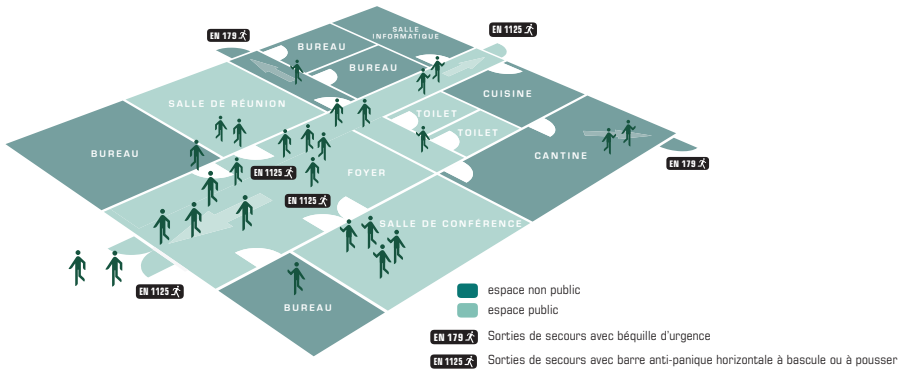 SALLE
INFORMATIQUE
EN 1125
EN 179
BUREAU
BUREAU
CUISINE
SALLE DE RÉUNION
TOILET
TOILET
BUREAU
CANTINE
EN 179
EN 1125
FOYER
EN 1125
SALLE DE CONFÉRENCE
EN 1125
BUREAU
espace non public
espace public
EN 179 Sorties de secours avec béquille d'urgence
EN 1125 Sorties de secours avec barre anti-panique horizontale à bascule ou à pousser